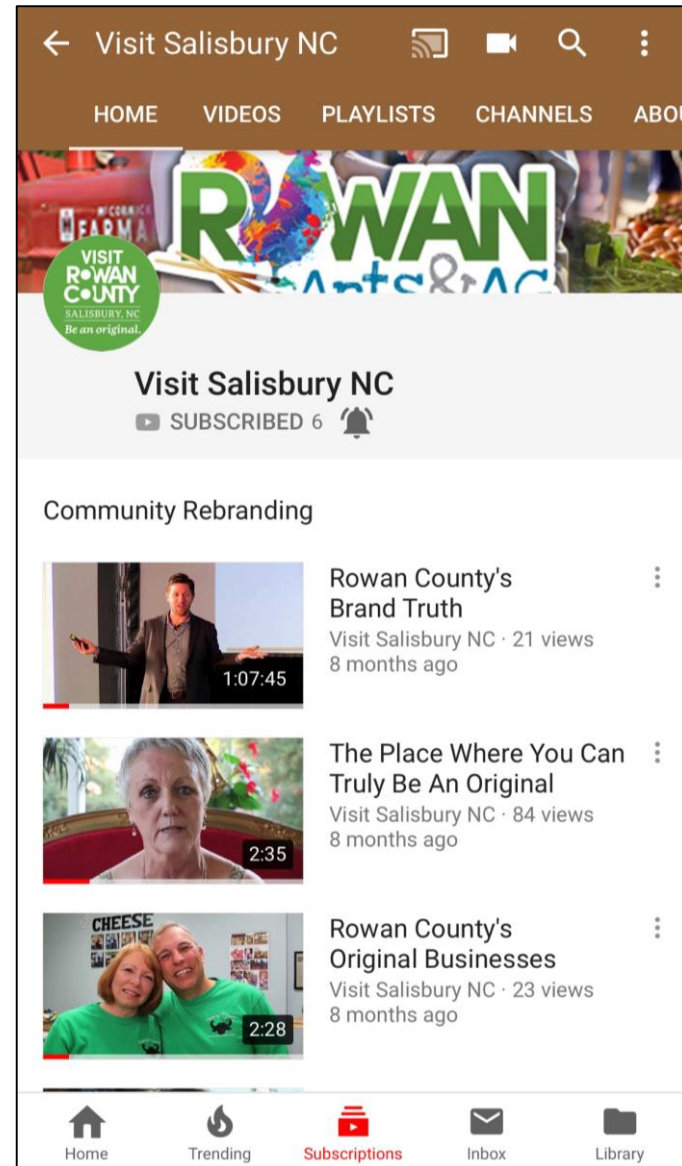 Visit Salisbury NC
HOME VIDEOS PLAYLISTS CHANNELS ABOU
McCORMICK
FARMA
ROWAN
Arts & AG
VISIT
ROWAN
COUNTY
SALISBURY, NC
Be an original.
Visit Salisbury NC
SUBSCRIBED 6
Community Rebranding
Rowan County's
Brand Truth
Visit Salisbury NC · 21 views
8 months ago
1:07:45
The Place Where You Can
Truly Be An Original
Visit Salisbury NC · 84 views
8 months ago
2:35
CHEESE
Rowan County's
Original Businesses
Visit Salisbury NC · 23 views
8 months ago
2:28
Home Trending Subscriptions Inbox Library